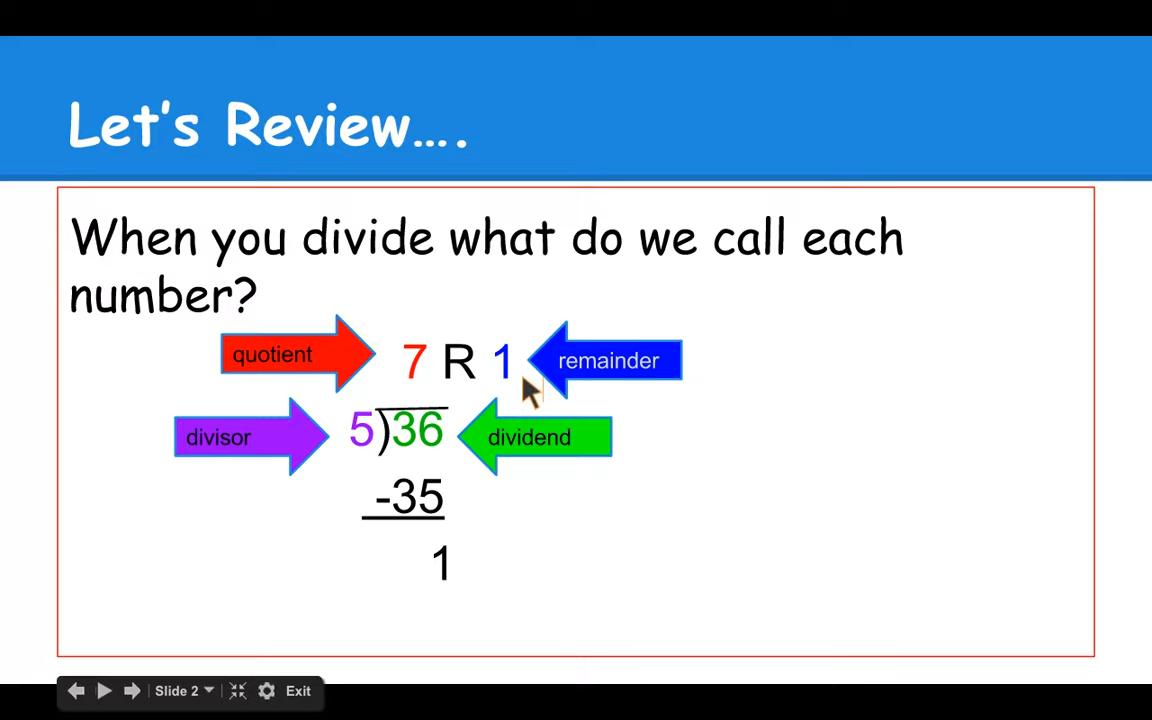 Let's Review....
When you divide what do we call each
number?
quotient 7 R 1 remainder
divisor 5)36 dividend
-35
1
Slide 2 Exit